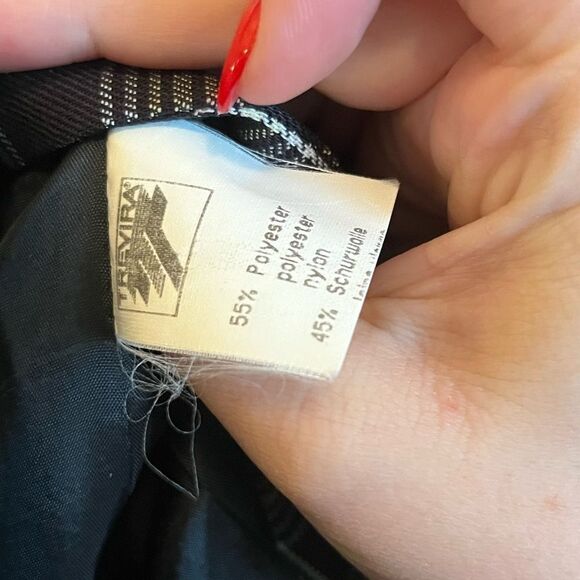 TREVIRA®
55% Polyester
polyester
nylon
45% Schurwolle